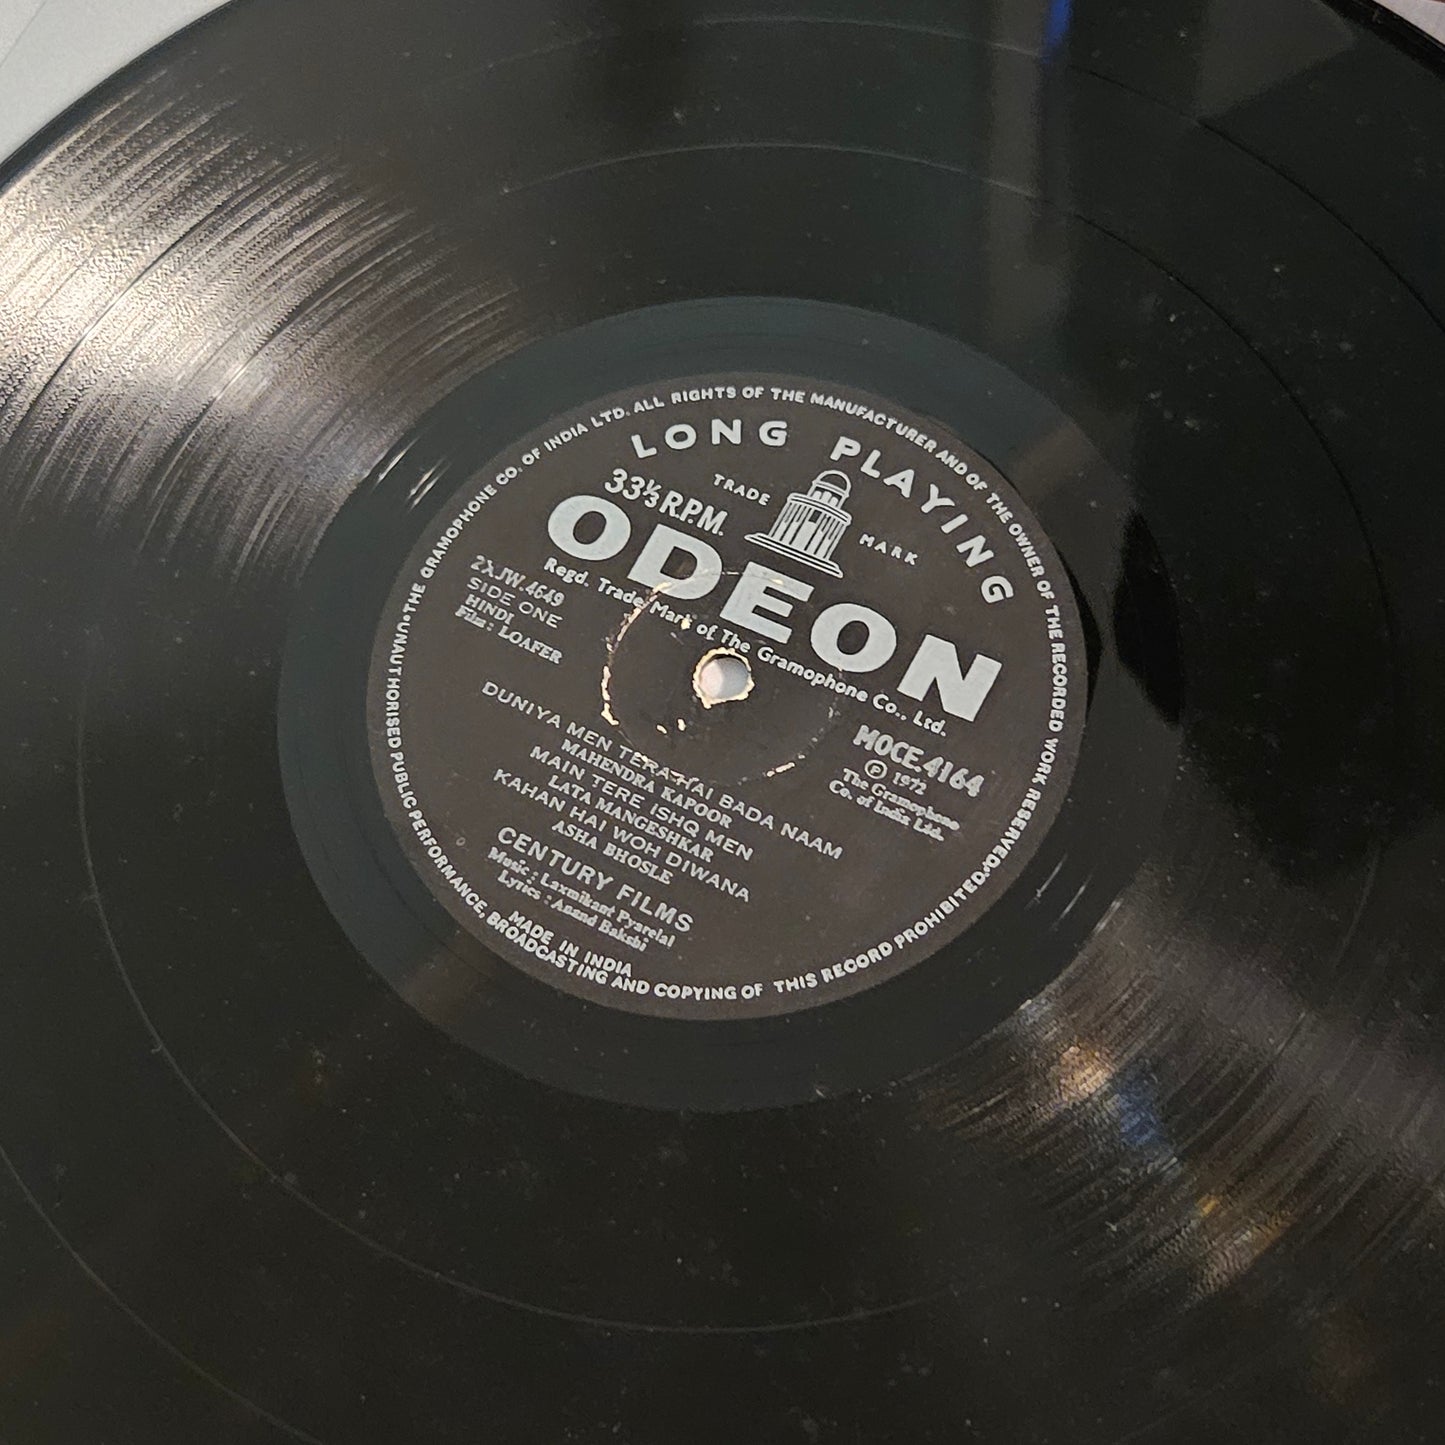 • THE GRAMOPHONE CO. OF INDIA LTD. ALL RIGHTS OF THE MANUFACTURER AND OF THE OWNER OF THE RECORDED WORK RESERVED.
UNAUTHORISED PUBLIC PERFORMANCE, BROADCASTING AND COPYING OF THIS RECORD PROHIBITED.
LONG PLAYING
33⅓ R.P.M.
TRADE MARK
ODEON
Regd. Trade Mark of The Gramophone Co., Ltd.
2XJW.4649
SIDE ONE
HINDI
Film : LOAFER
MOCE.4164
Ⓟ 1972
The Gramophone
Co. of India Ltd.
DUNIYA MEN TERA HAI BADA NAAM
MAHENDRA KAPOOR
MAIN TERE ISHQ MEN
LATA MANGESHKAR
KAHAN HAI WOH DIWANA
ASHA BHOSLE
CENTURY FILMS
Music : Laxmikant Pyarelal
Lyrics : Anand Bakshi
MADE IN INDIA